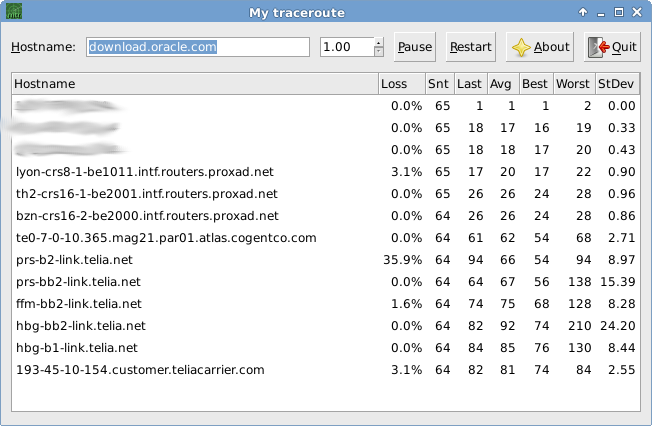 My traceroute
Hostname: download.oracle.com 1.00 Pause Restart About Quit
Hostname Loss Snt Last Avg Best Worst StDev
0.0% 65 1 1 1 2 0.00
0.0% 65 18 17 16 19 0.33
0.0% 65 18 18 17 20 0.43
lyon-crs8-1-be1011.intf.routers.proxad.net 3.1% 65 17 20 17 22 0.90
th2-crs16-1-be2001.intf.routers.proxad.net 0.0% 65 26 26 24 28 0.96
bzn-crs16-2-be2000.intf.routers.proxad.net 0.0% 64 26 26 24 28 0.86
te0-7-0-10.365.mag21.par01.atlas.cogentco.com 0.0% 64 61 62 54 68 2.71
prs-b2-link.telia.net 35.9% 64 94 66 54 94 8.97
prs-bb2-link.telia.net 0.0% 64 64 67 56 138 15.39
ffm-bb2-link.telia.net 1.6% 64 74 75 68 128 8.28
hbg-bb2-link.telia.net 0.0% 64 82 92 74 210 24.20
hbg-b1-link.telia.net 0.0% 64 84 85 76 130 8.44
193-45-10-154.customer.teliacarrier.com 3.1% 64 82 81 74 84 2.55